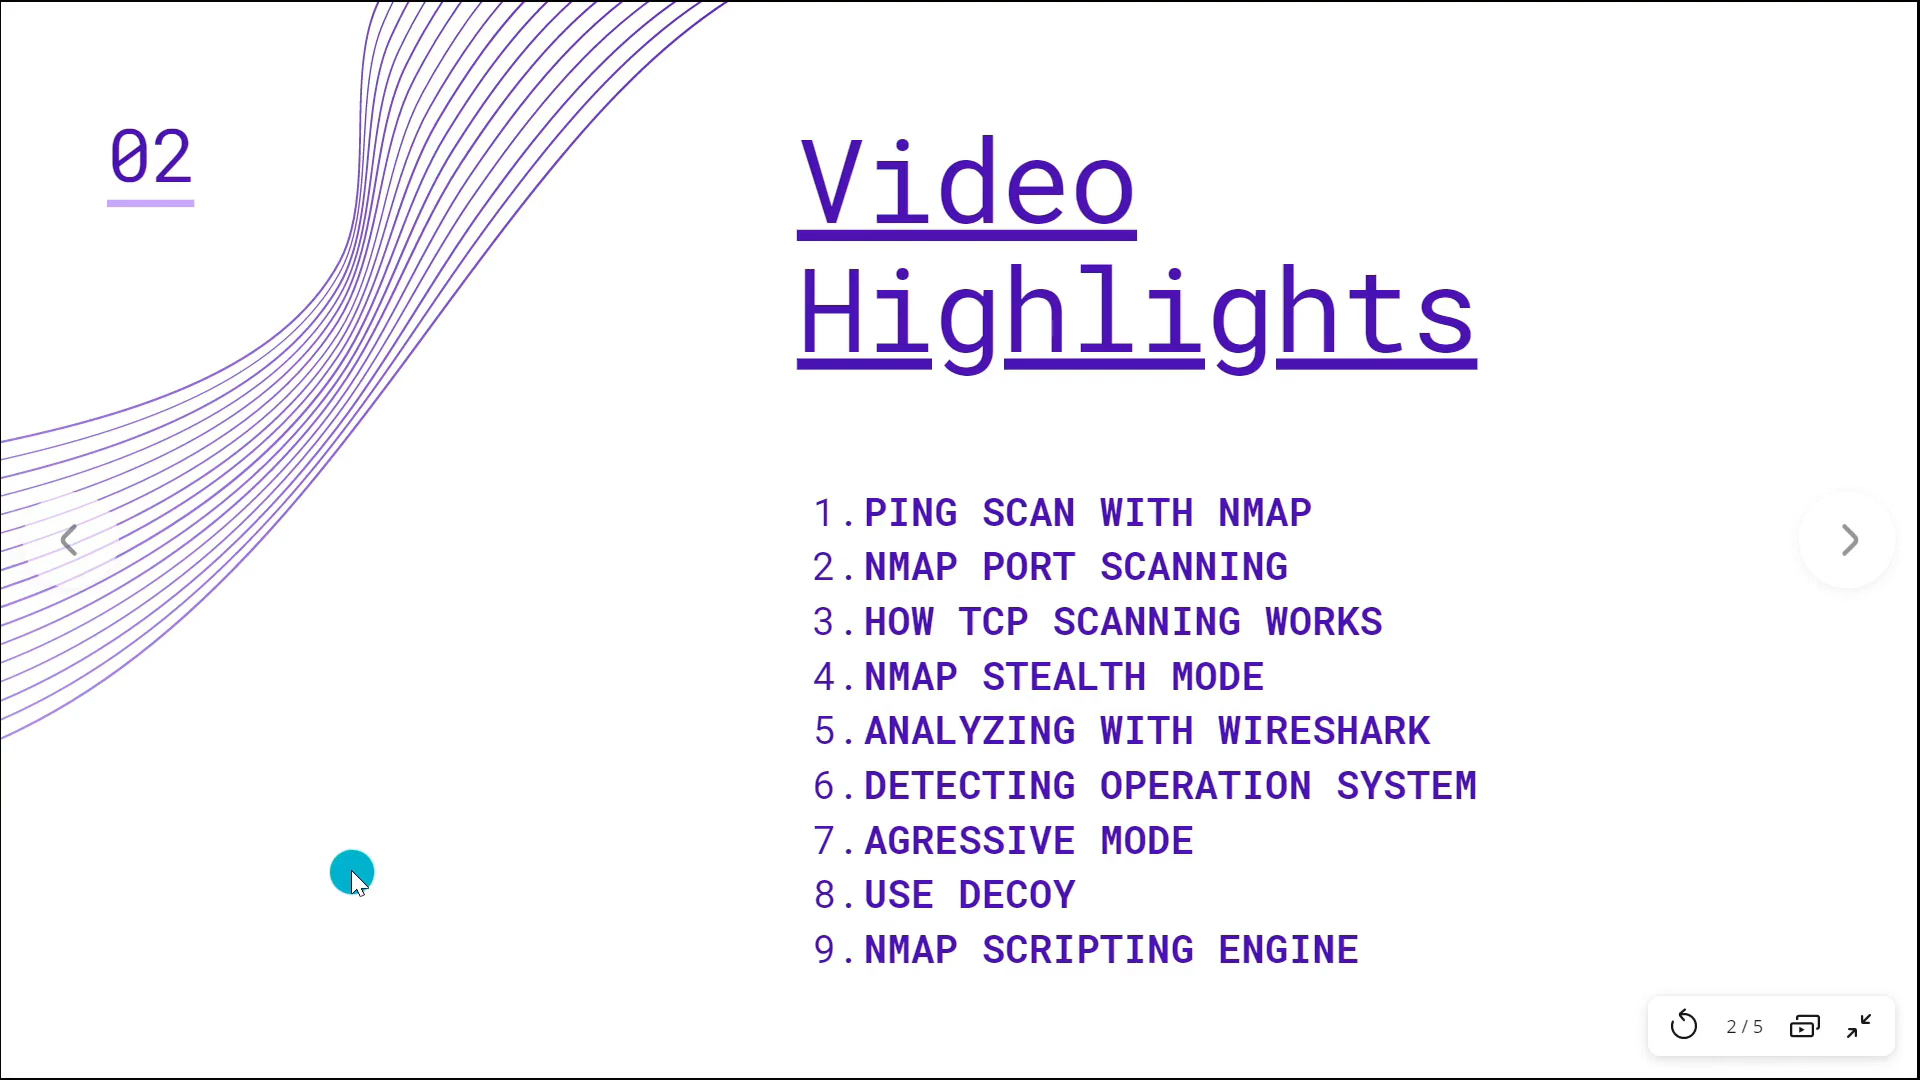 02
Video
Highlights
1.PING SCAN WITH NMAP
2.NMAP PORT SCANNING
3.HOW TCP SCANNING WORKS
4.NMAP STEALTH MODE
5.ANALYZING WITH WIRESHARK
6.DETECTING OPERATION SYSTEM
7.AGRESSIVE MODE
8.USE DECOY
9.NMAP SCRIPTING ENGINE
2 / 5